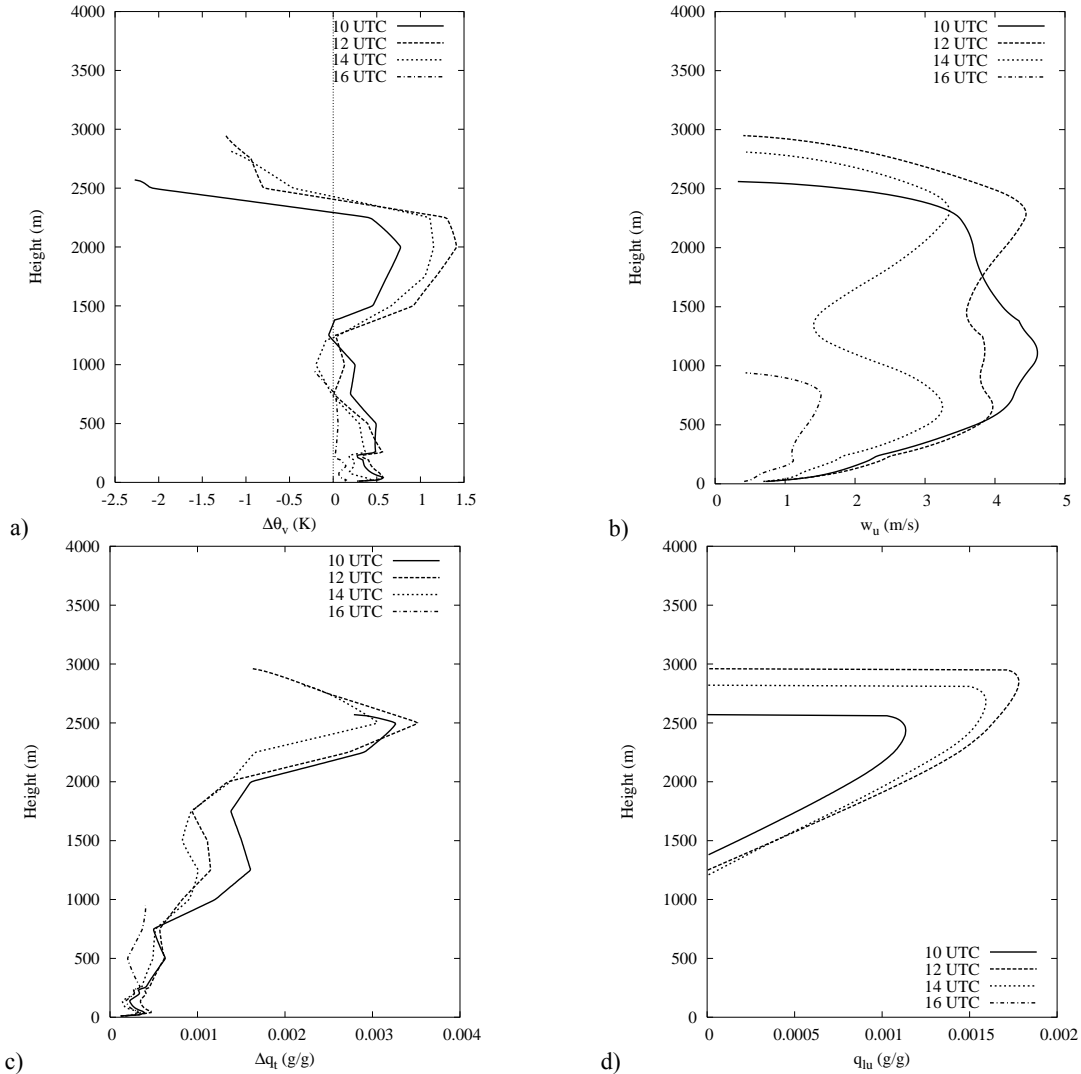 4000
3500
3000
2500
2000
1500
1000
500
0
-2.5 -2 -1.5 -1 -0.5 0 0.5 1 1.5
Height (m)
Δθv (K)
10 UTC
12 UTC
14 UTC
16 UTC
a)
4000
3500
3000
2500
2000
1500
1000
500
0
0 1 2 3 4 5
Height (m)
wu (m/s)
10 UTC
12 UTC
14 UTC
16 UTC
b)
4000
3500
3000
2500
2000
1500
1000
500
0
0 0.001 0.002 0.003 0.004
Height (m)
Δqt (g/g)
10 UTC
12 UTC
14 UTC
16 UTC
c)
4000
3500
3000
2500
2000
1500
1000
500
0
0 0.0005 0.001 0.0015 0.002
Height (m)
qlu (g/g)
10 UTC
12 UTC
14 UTC
16 UTC
d)